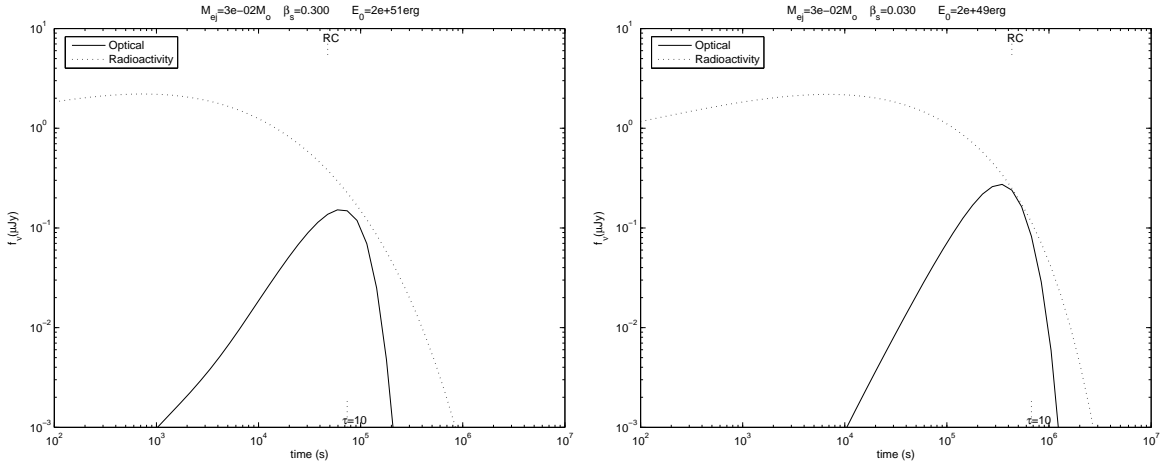 M_ej=3e-02M_o β_s=0.300 E_0=2e+51erg
RC
Optical
Radioactivity
10^1
10^0
10^-1
10^-2
10^-3
f_ν(μJy)
τ=10
10^2 10^3 10^4 10^5 10^6 10^7
time (s)
M_ej=3e-02M_o β_s=0.030 E_0=2e+49erg
RC
Optical
Radioactivity
10^1
10^0
10^-1
10^-2
10^-3
f_ν(μJy)
τ=10
10^2 10^3 10^4 10^5 10^6 10^7
time (s)